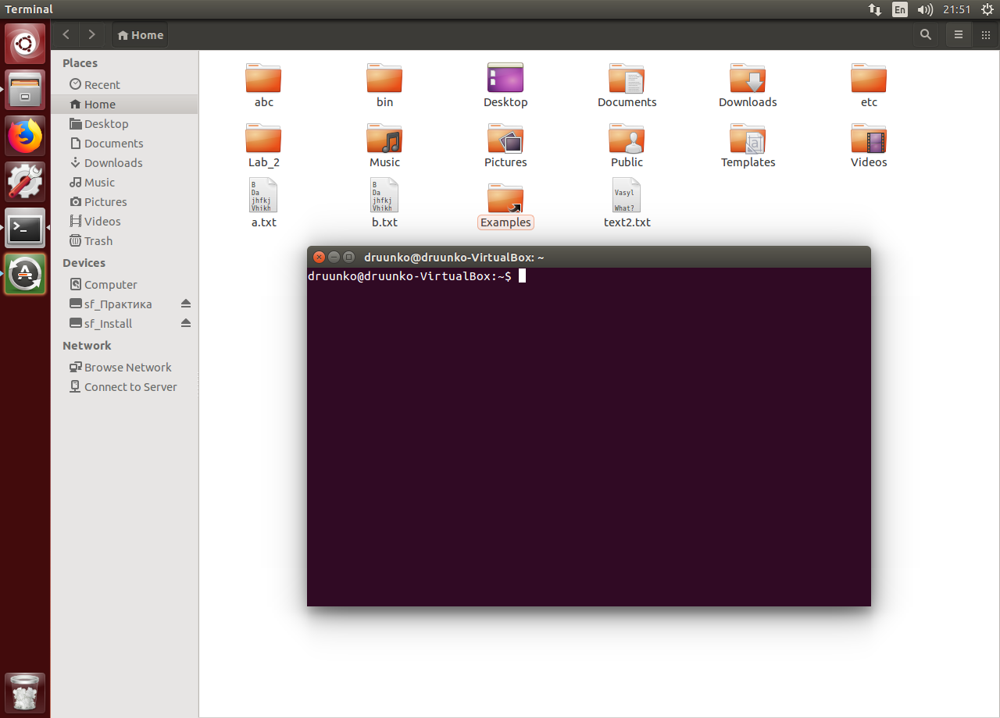 Terminal
En
21:51
Home
Places
Recent
Home
Desktop
Documents
Downloads
Music
Pictures
Videos
Trash
Devices
Computer
sf_Практика
sf_Install
Network
Browse Network
Connect to Server
abc bin Desktop Documents Downloads etc
Lab_2 Music Pictures Public Templates Videos
B
Da
jhfkj
Vhikh
B
Da
jhfkj
Vhikh
Vasyl
What?
a.txt b.txt Examples text2.txt
druunko@druunko-VirtualBox: ~
druunko@druunko-VirtualBox:~$